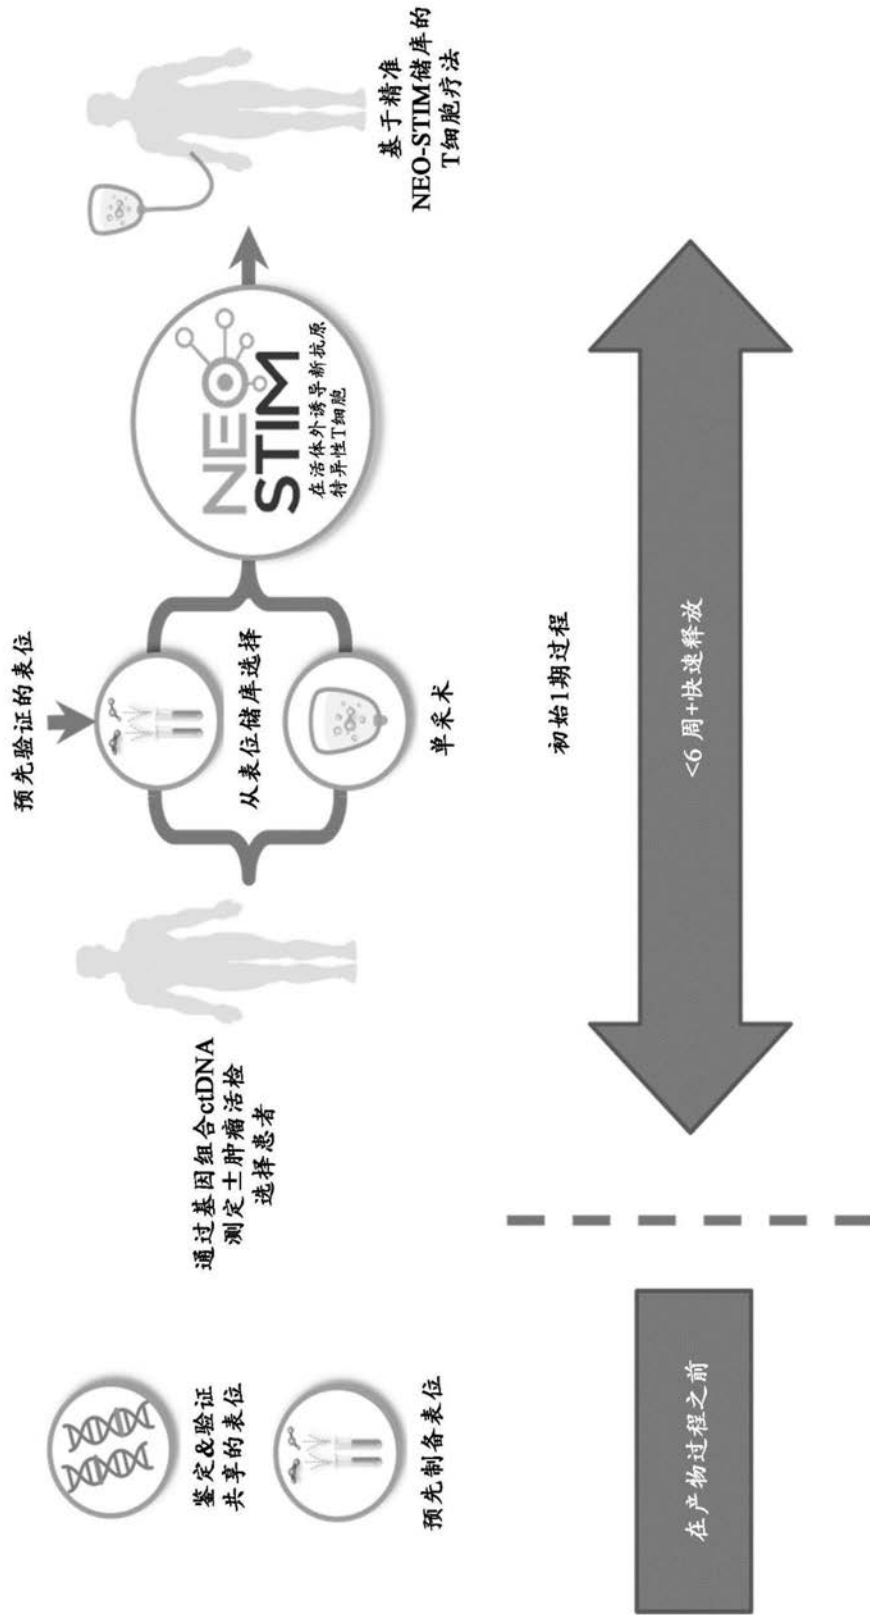 鉴定&验证
共享的表位
预先制备表位
通过基因组合ctDNA
测定±肿瘤活检
选择患者
预先验证的表位
从表位储库选择
单采术
NEO
STIM
在活体外诱导新抗原
特异性T细胞
基于精准
NEO-STIM储库的
T细胞疗法
初始1期过程
在产物过程之前
<6 周+快速释放